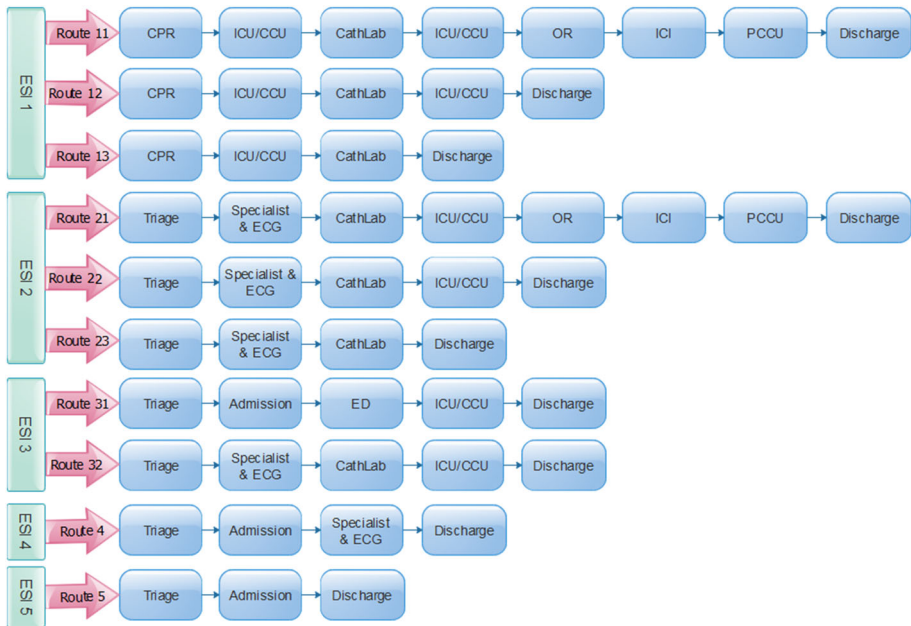 ESI 1
Route 11
CPR
ICU/CCU
CathLab
ICU/CCU
OR
ICI
PCCU
Discharge
Route 12
CPR
ICU/CCU
CathLab
ICU/CCU
Discharge
Route 13
CPR
ICU/CCU
CathLab
Discharge
ESI 2
Route 21
Triage
Specialist
& ECG
CathLab
ICU/CCU
OR
ICI
PCCU
Discharge
Route 22
Triage
Specialist &
ECG
CathLab
ICU/CCU
Discharge
Route 23
Triage
Specialist
& ECG
CathLab
Discharge
ESI 3
Route 31
Triage
Admission
ED
ICU/CCU
Discharge
Route 32
Triage
Specialist
& ECG
CathLab
ICU/CCU
Discharge
ESI 4
Route 4
Triage
Admission
Specialist
& ECG
Discharge
ESI 5
Route 5
Triage
Admission
Discharge